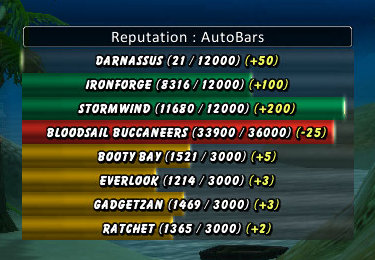 Reputation : AutoBars
DARNASSUS (21 / 12000) (+50)
IRONFORGE (8316 / 12000) (+100)
STORMWIND (11680 / 12000) (+200)
BLOODSAIL BUCCANEERS (33900 / 36000) (-25)
BOOTY BAY (1521 / 3000) (+5)
EVERLOOK (1214 / 3000) (+3)
GADGETZAN (1469 / 3000) (+3)
RATCHET (1365 / 3000) (+2)